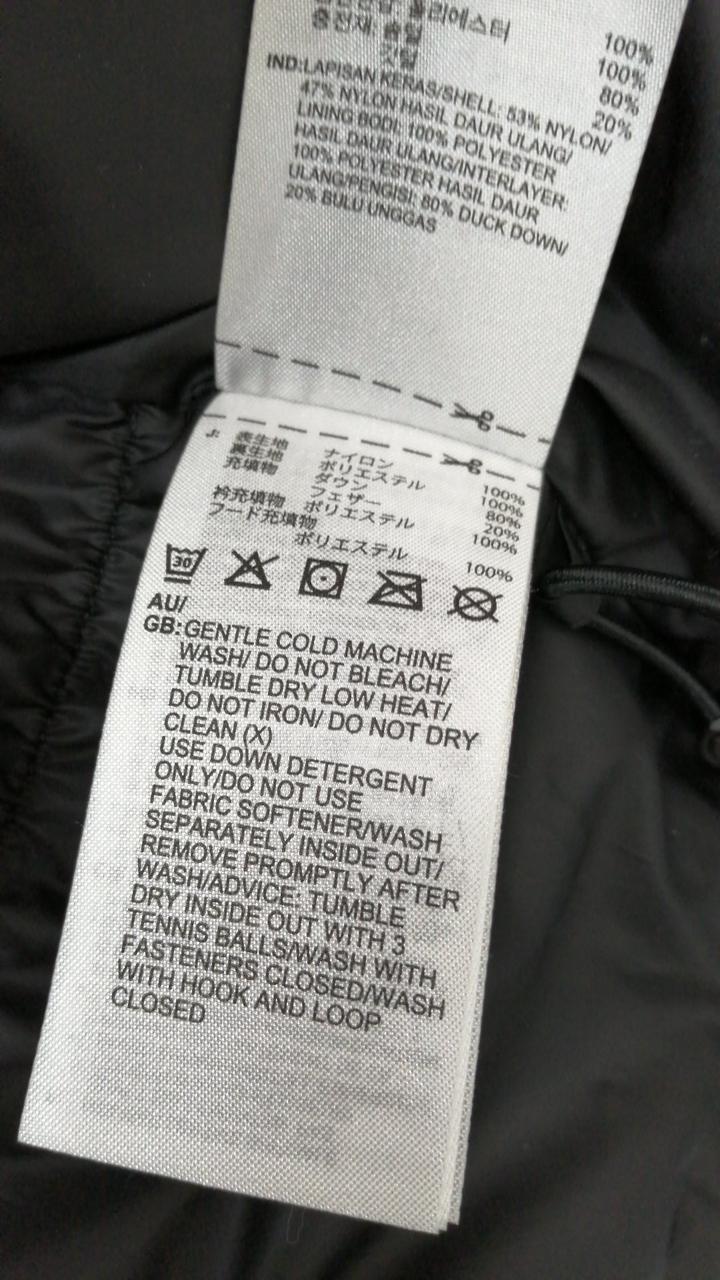 폴리에스터 100%
충전재: 솜털 100%
깃털 80%
20%
IND:LAPISAN KERAS/SHELL: 53% NYLON/
47% NYLON HASIL DAUR ULANG/
LINING BODI: 100% POLYESTER
HASIL DAUR ULANG/INTERLAYER:
100% POLYESTER HASIL DAUR
ULANG/PENGISI: 80% DUCK DOWN/
20% BULU UNGGAS
J: 表生地 ナイロン 100%
裏生地 ポリエステル 100%
充填物 ダウン 80%
フェザー 20%
衿充填物 ポリエステル 100%
フード充填物
ポリエステル 100%
30
AU/
GB:GENTLE COLD MACHINE
WASH/ DO NOT BLEACH/
TUMBLE DRY LOW HEAT/
DO NOT IRON/ DO NOT DRY
CLEAN (X)
USE DOWN DETERGENT
ONLY/DO NOT USE
FABRIC SOFTENER/WASH
SEPARATELY INSIDE OUT/
REMOVE PROMPTLY AFTER
WASH/ADVICE: TUMBLE
DRY INSIDE OUT WITH 3
TENNIS BALLS/WASH WITH
FASTENERS CLOSED/WASH
WITH HOOK AND LOOP
CLOSED